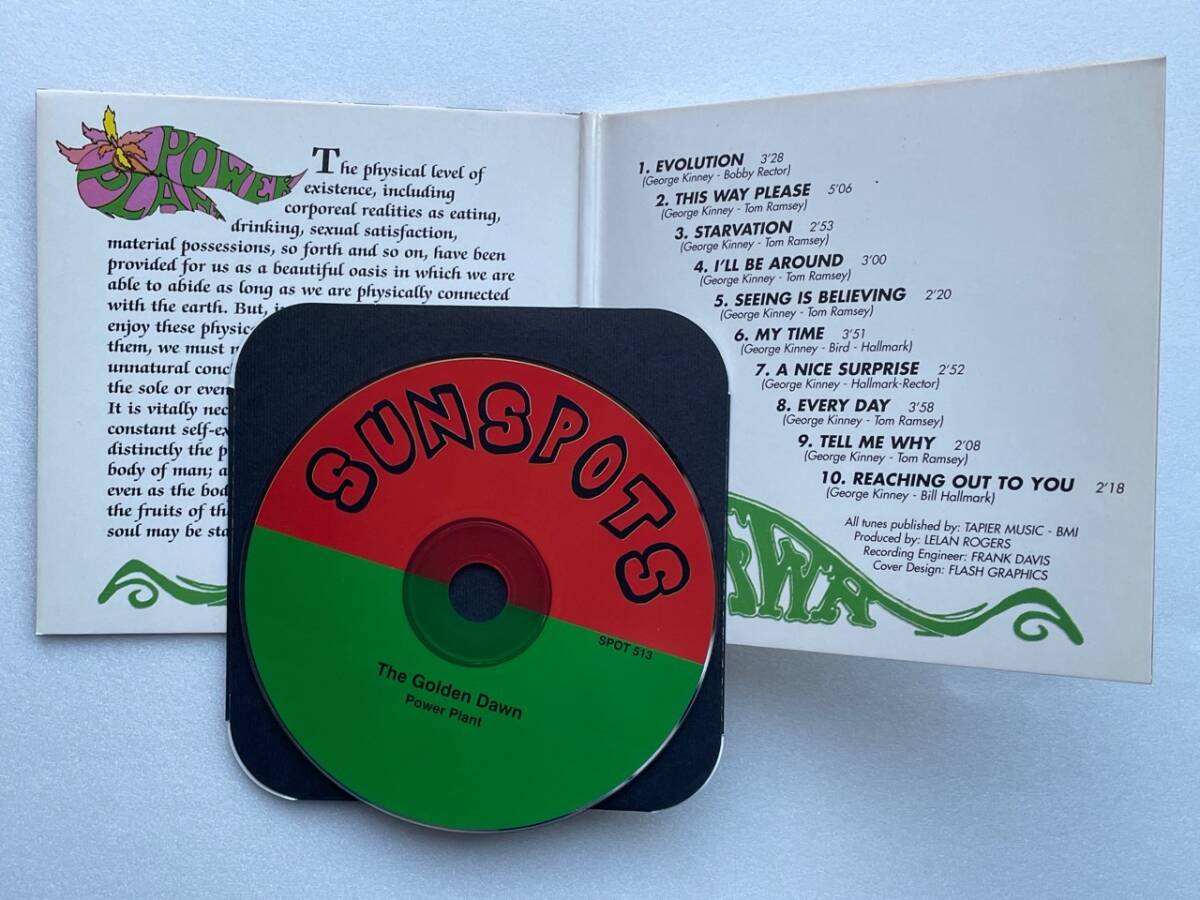 POWER
PLANT
The physical level of
existence, including
corporeal realities as eating,
drinking, sexual satisfaction,
material possessions, so forth and so on, have been
provided for us as a beautiful oasis in which we are
able to abide as long as we are physically connected
with the earth. But,
enjoy these
them, we must
unnatural
the sole or even
It is vitally
constant
distinctly the
body of man;
even as the
the fruits of
soul may be
1. EVOLUTION 3'28
(George Kinney - Bobby Rector)
2. THIS WAY PLEASE 5'06
(George Kinney - Tom Ramsey)
3. STARVATION 2'53
(George Kinney - Tom Ramsey)
4. I'LL BE AROUND 3'00
(George Kinney - Tom Ramsey)
5. SEEING IS BELIEVING 2'20
(George Kinney - Tom Ramsey)
6. MY TIME 3'51
(George Kinney - Bird - Hallmark)
7. A NICE SURPRISE 2'52
(George Kinney - Hallmark-Rector)
8. EVERY DAY 3'58
(George Kinney - Tom Ramsey)
9. TELL ME WHY 2'08
(George Kinney - Tom Ramsey)
10. REACHING OUT TO YOU 2'18
(George Kinney - Bill Hallmark)
All tunes published by: TAPIER MUSIC - BMI
Produced by: LELAN ROGERS
Recording Engineer: FRANK DAVIS
Cover Design: FLASH GRAPHICS
SUNSPOTS
SPOT 513
The Golden Dawn
Power Plant